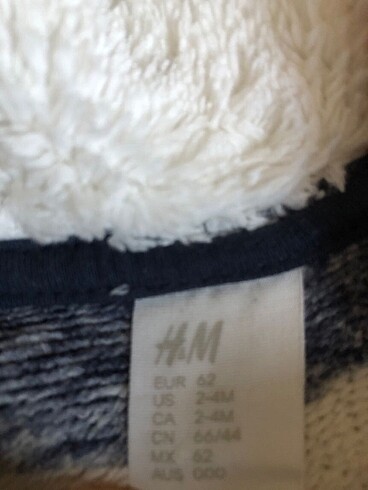 H&M
EUR 62
US 2-4M
CA 2-4M
CN 66/44
MX 62
AUS 000